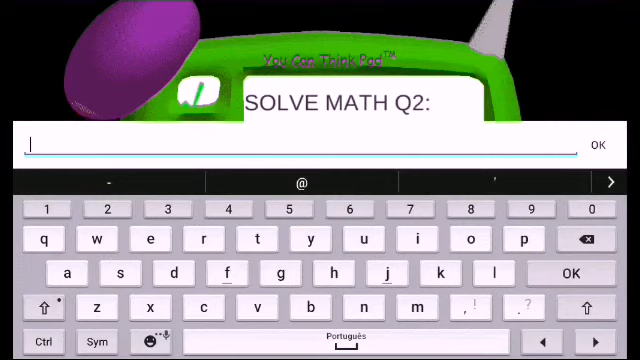 You Can Think Pad™
SOLVE MATH Q2:
OK
- @ '
1 2 3 4 5 6 7 8 9 0
q w e r t y u i o p
a s d f g h j k l OK
z x c v b n m , ! . ?
Ctrl Sym Português